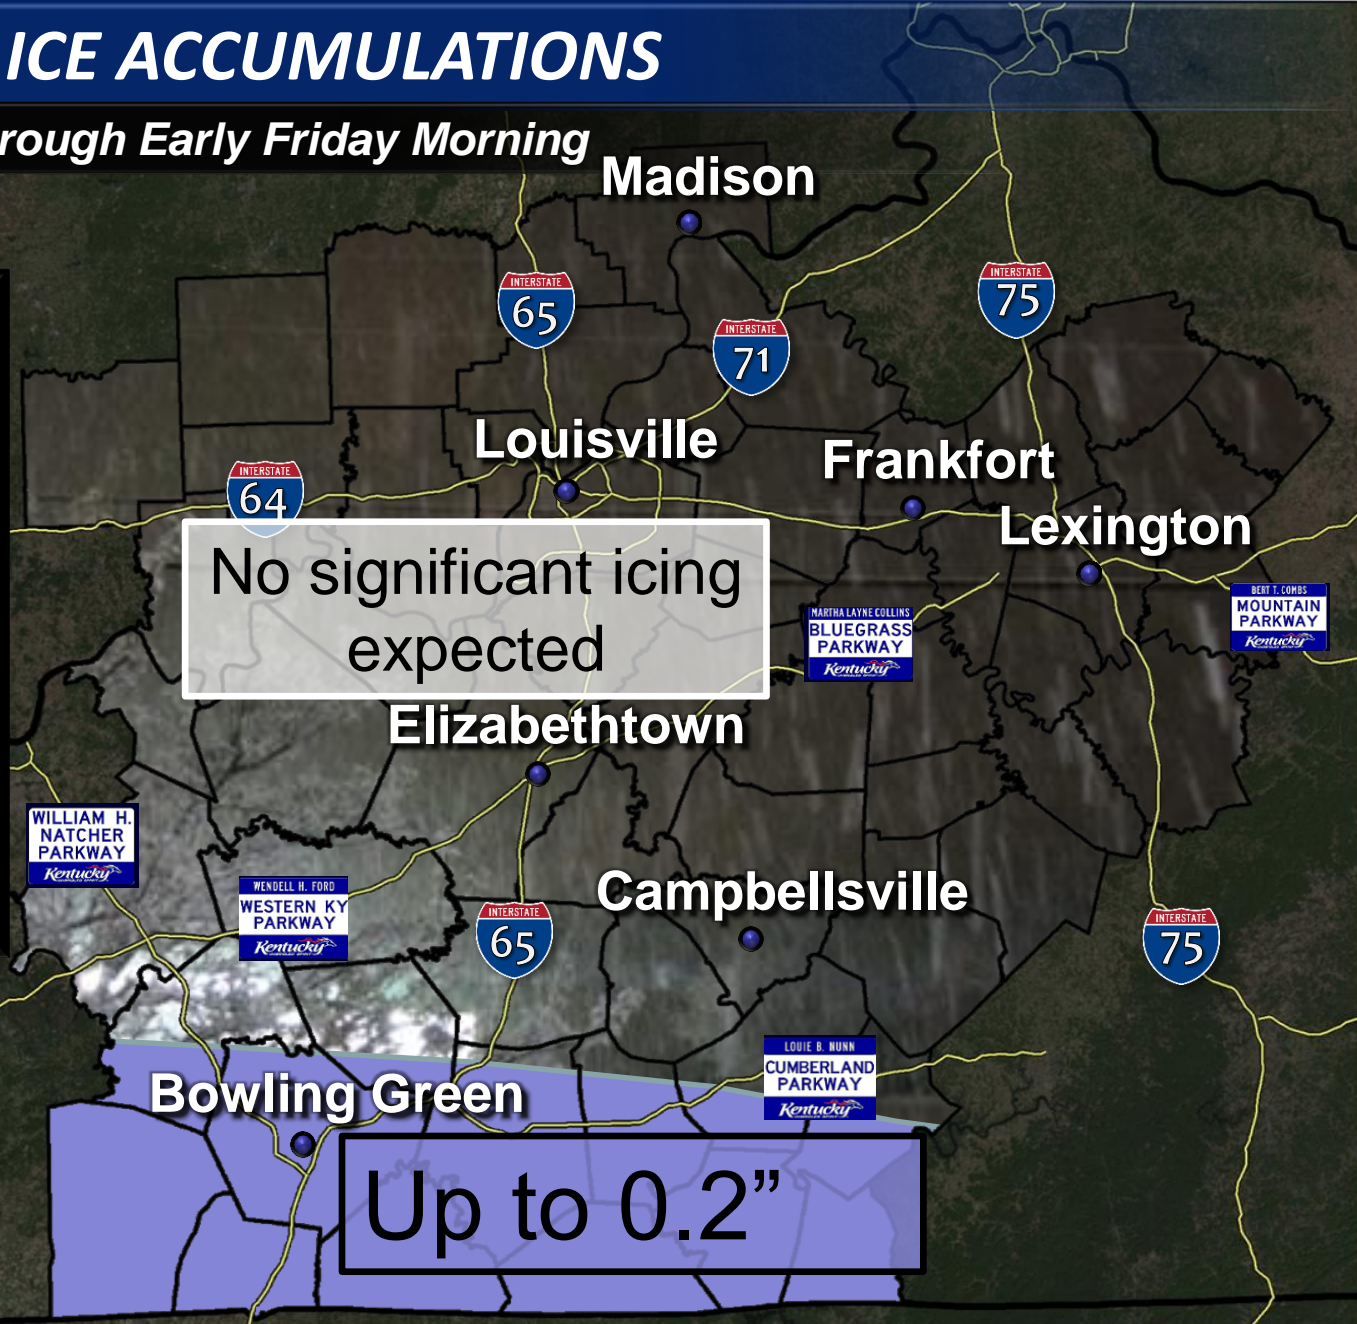 ICE ACCUMULATIONS
rough Early Friday Morning
Madison
INTERSTATE
65
INTERSTATE
75
INTERSTATE
71
Louisville
Frankfort
INTERSTATE
64
Lexington
No significant icing
expected
BERT T. COMBS
MOUNTAIN
PARKWAY
Kentucky
MARTHA LAYNE COLLINS
BLUEGRASS
PARKWAY
Kentucky
Elizabethtown
WILLIAM H.
NATCHER
PARKWAY
Kentucky
WENDELL H. FORD
WESTERN KY
PARKWAY
Kentucky
Campbellsville
INTERSTATE
65
INTERSTATE
75
LOUIE B. NUNN
CUMBERLAND
PARKWAY
Kentucky
Bowling Green
Up to 0.2”